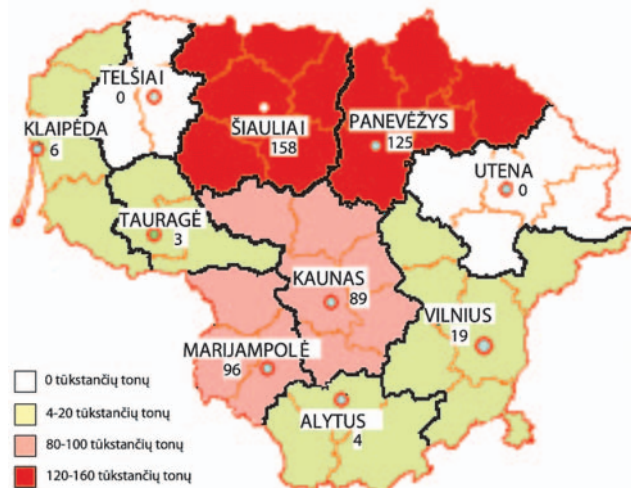 TELŠIAI
0
KLAIPĖDA
6
ŠIAULIAI
158
PANEVĖŽYS
125
UTENA
0
TAURAGĖ
3
KAUNAS
89
VILNIUS
19
MARIJAMPOLĖ
96
ALYTUS
4
0 tūkstančių tonų
4-20 tūkstančių tonų
80-100 tūkstančių tonų
120-160 tūkstančių tonų